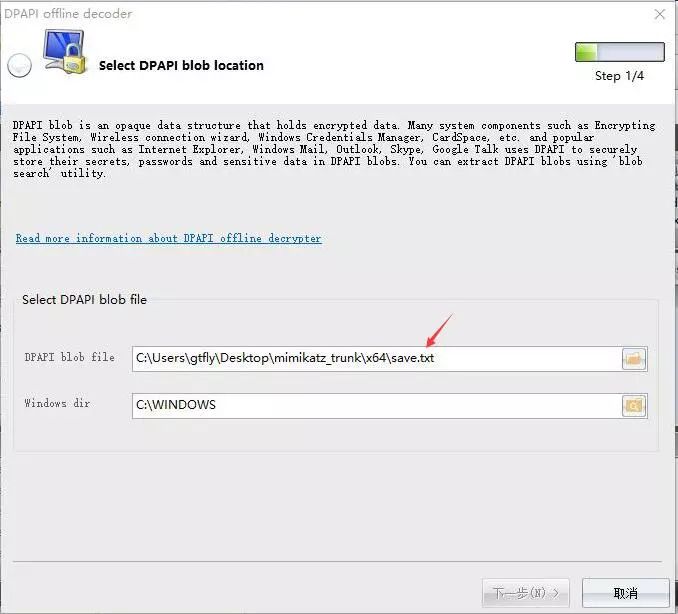 DPAPI offline decoder
Select DPAPI blob location
Step 1/4
DPAPI blob is an opaque data structure that holds encrypted data. Many system components such as Encrypting
File System, Wireless connection wizard, Windows Credentials Manager, CardSpace, etc. and popular
applications such as Internet Explorer, Windows Mail, Outlook, Skype, Google Talk uses DPAPI to securely
store their secrets, passwords and sensitive data in DPAPI blobs. You can extract DPAPI blobs using 'blob
search' utility.
Read more information about DPAPI offline decrypter
Select DPAPI blob file
DPAPI blob file
C:\Users\gtfly\Desktop\mimikatz_trunk\x64\save.txt
Windows dir
C:\WINDOWS
下一步(N) >
取消